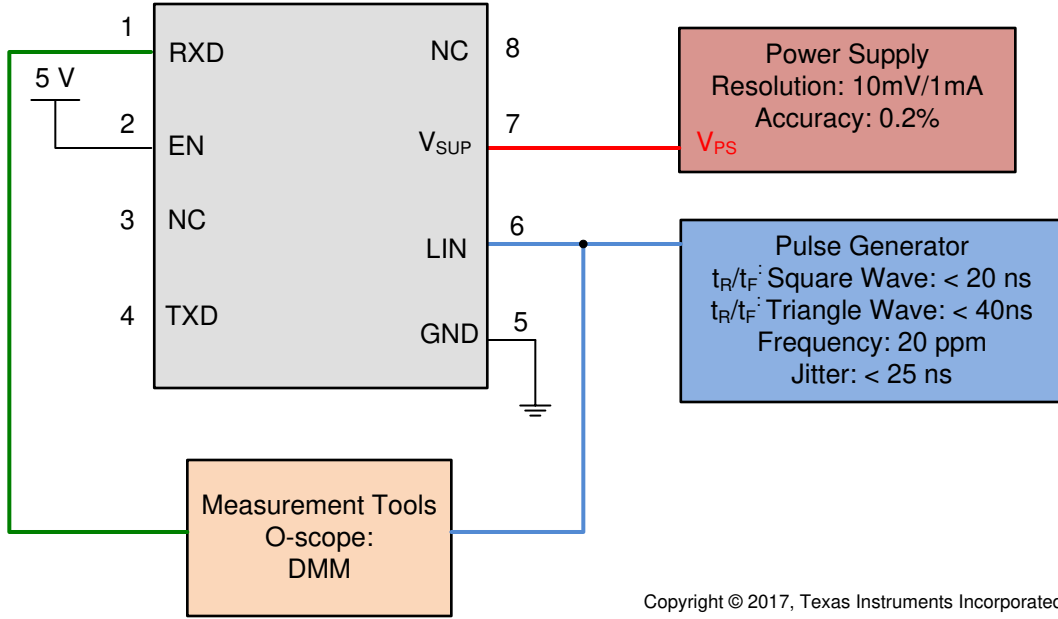 1
RXD
NC
8
5 V
2
EN
VSUP
7
3
NC
LIN
6
4
TXD
GND
5
Power Supply
Resolution: 10mV/1mA
Accuracy: 0.2%
VPS
Pulse Generator
tR/tF: Square Wave: < 20 ns
tR/tF: Triangle Wave: < 40ns
Frequency: 20 ppm
Jitter: < 25 ns
Measurement Tools
O-scope:
DMM
Copyright © 2017, Texas Instruments Incorporated